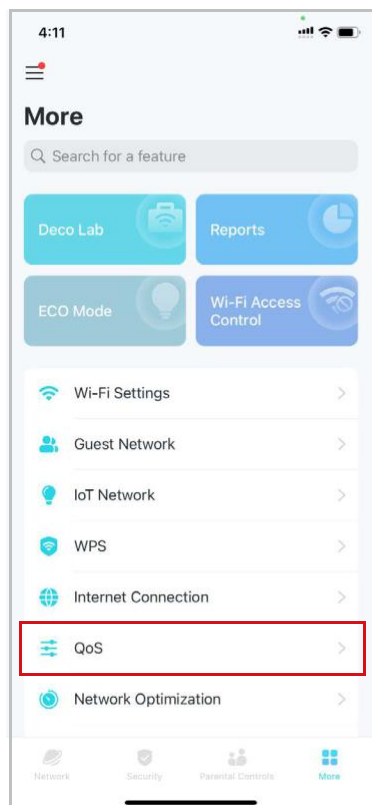 4:11
More
Search for a feature
Deco Lab
Reports
ECO Mode
Wi-Fi Access
Control
Wi-Fi Settings
Guest Network
IoT Network
WPS
Internet Connection
QoS
Network Optimization
Network
Security
Parental Controls
More